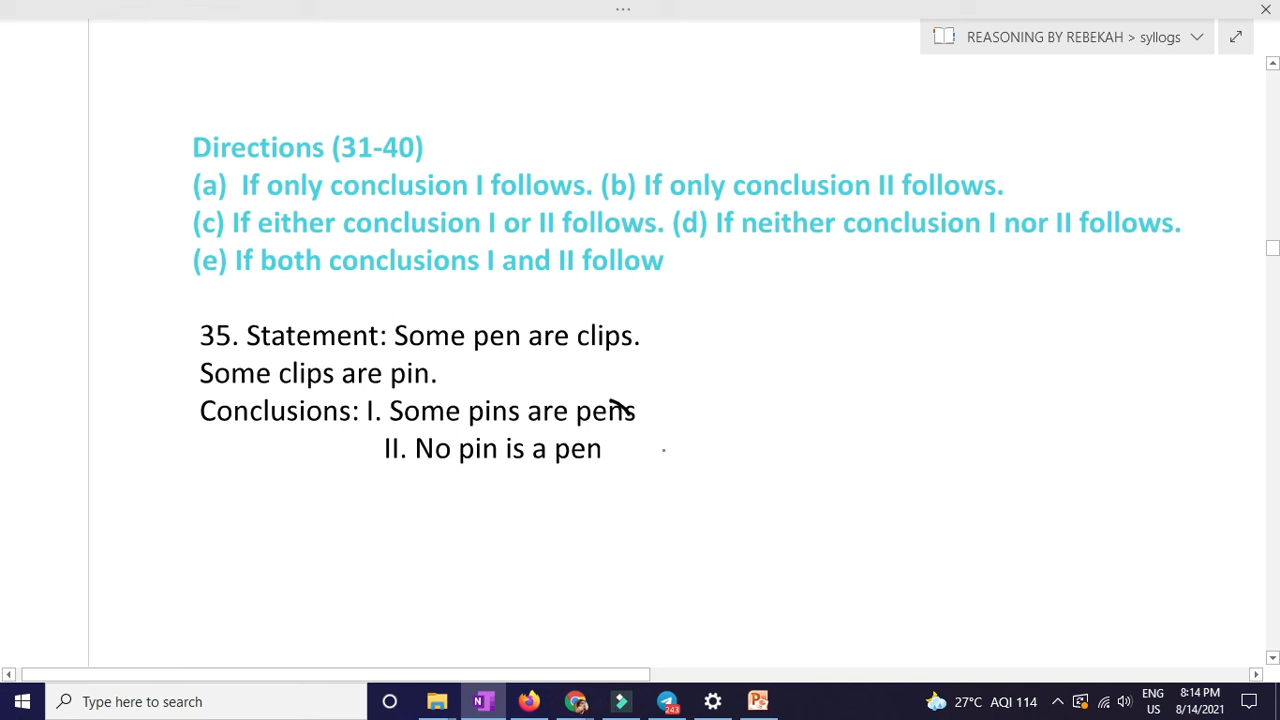 ...
REASONING BY REBEKAH > syllogs
Directions (31-40)
(a) If only conclusion I follows. (b) If only conclusion II follows.
(c) If either conclusion I or II follows. (d) If neither conclusion I nor II follows.
(e) If both conclusions I and II follow
35. Statement: Some pen are clips.
Some clips are pin.
Conclusions: I. Some pins are pens
II. No pin is a pen
Type here to search
243
27°C AQI 114
ENG
US
8:14 PM
8/14/2021